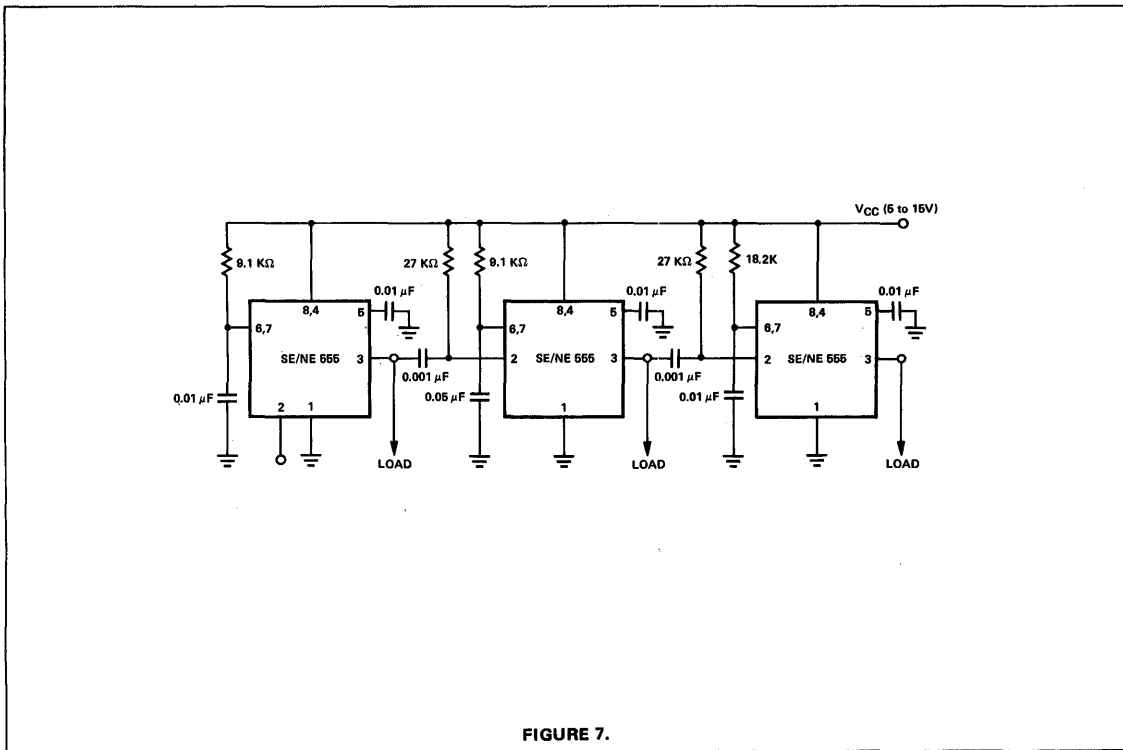 VCC (5 to 15V)
9.1 KΩ
27 KΩ
9.1 KΩ
27 KΩ
18.2K
0.01 μF
0.01 μF
0.01 μF
8,4
5
8,4
5
8,4
5
6,7
6,7
6,7
SE/NE 555
3
2
SE/NE 555
3
2
SE/NE 555
3
0.001 μF
0.001 μF
0.01 μF
0.05 μF
0.01 μF
2
1
1
1
LOAD
LOAD
LOAD
FIGURE 7.